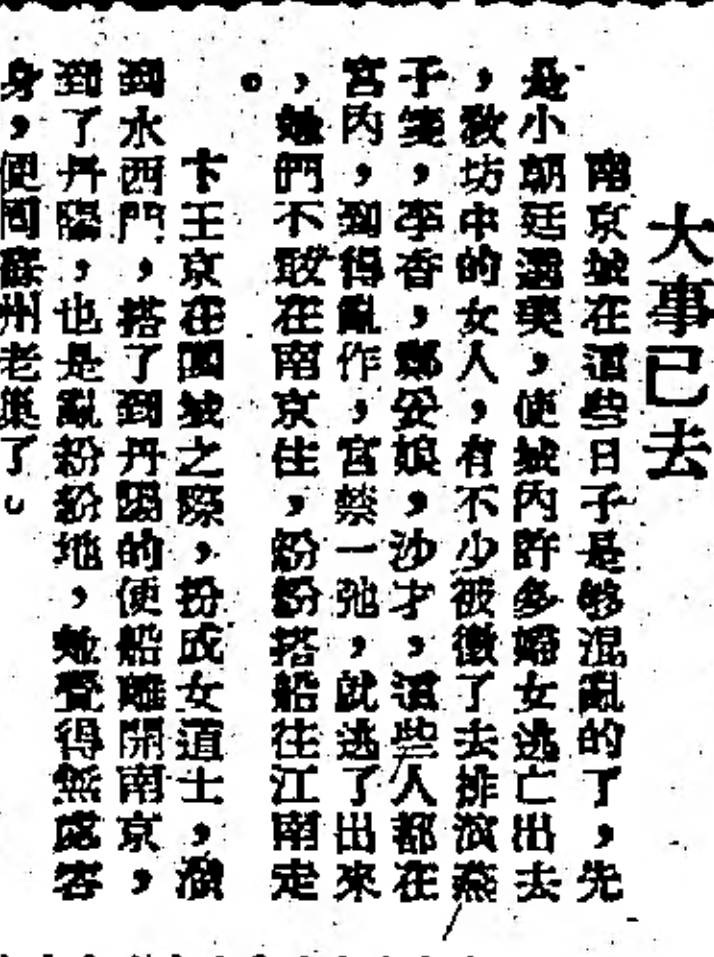 大事已去
南京城在這些日子是够混亂的了，先
是小朝廷選美，使城內許多婦女逃亡出去
，教坊中的女人，有不少被徵了去排演燕
子箋，李香，鄭妥娘，沙才，這些人都在
宮內，到得亂作，宮禁一弛，就逃了出來
，她們不敢在南京住，紛紛搭船往江南走
。
卞王京在圍城之際，扮成女道士，
到水西門，搭了到丹陽的便船離開南京，
到了丹陽，也是亂紛紛地，她覺得無處容
身，便回蘇州老巢了。